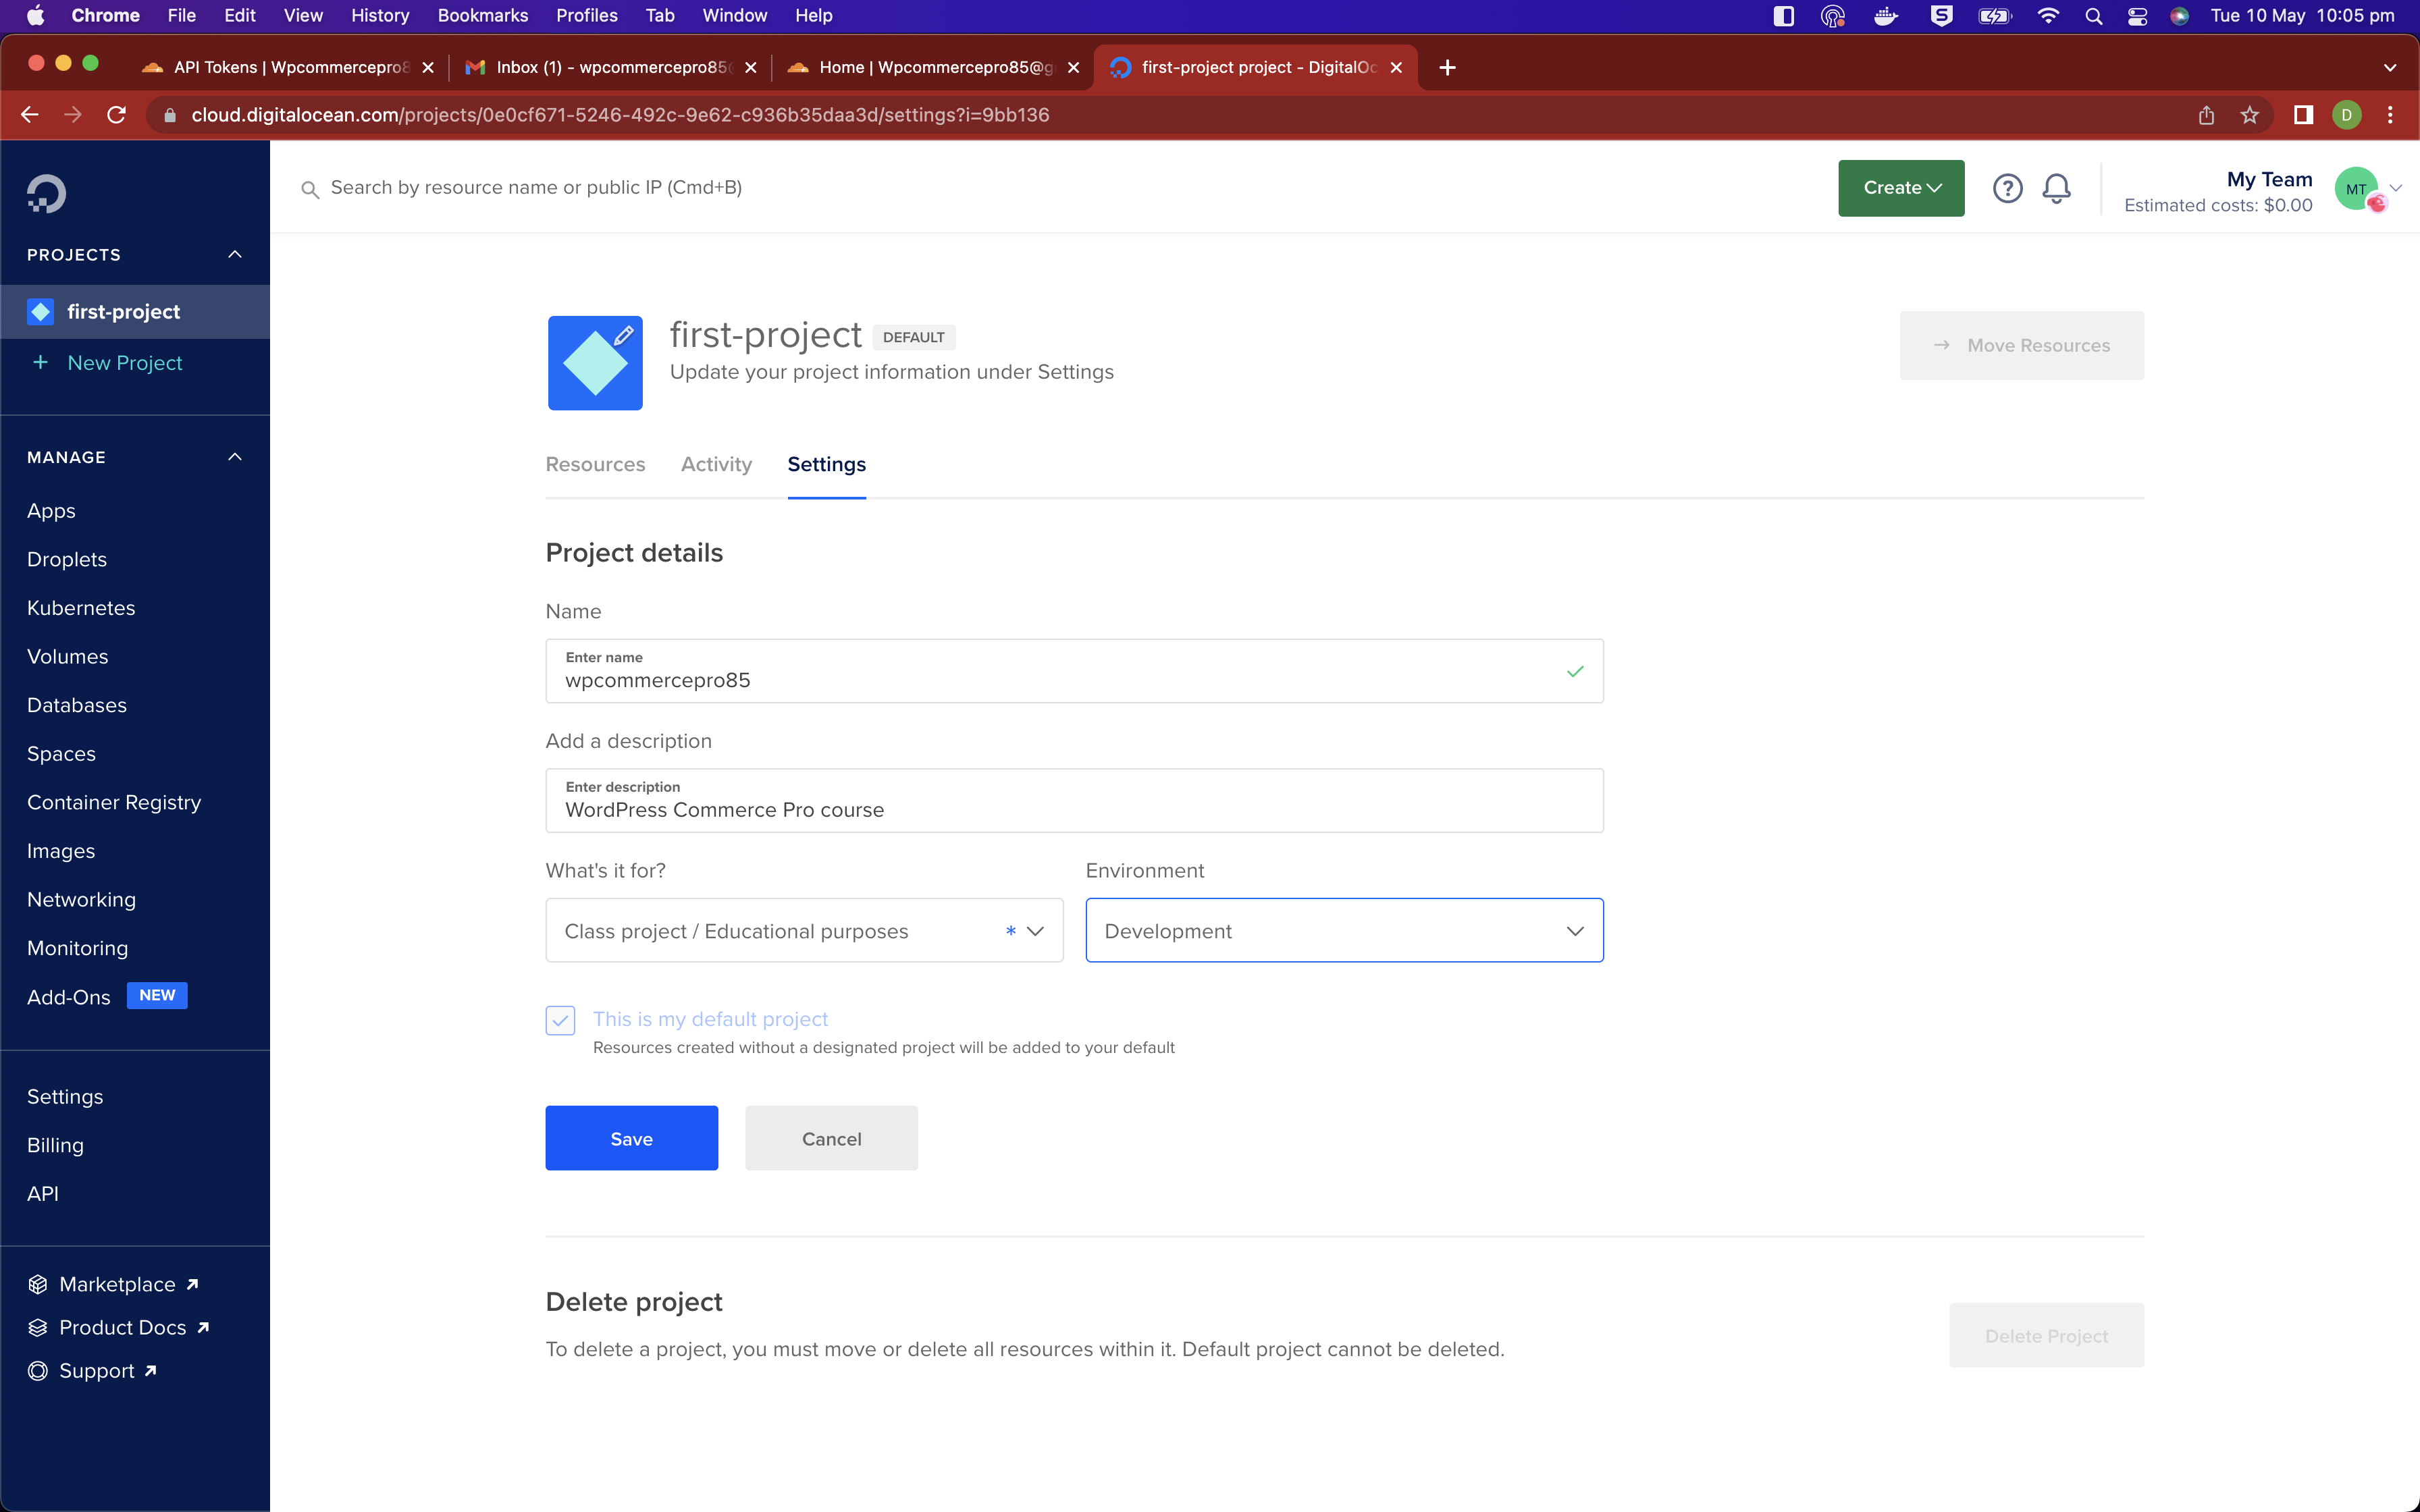 Chrome File Edit View History Bookmarks Profiles Tab Window Help
Tue 10 May 10:05 pm
API Tokens | Wpcommercepro8
Inbox (1) - wpcommercepro85
Home | Wpcommercepro85@g
first-project project - DigitalOc
cloud.digitalocean.com/projects/0e0cf671-5246-492c-9e62-c936b35daa3d/settings?i=9bb136
D
Search by resource name or public IP (Cmd+B)
Create
My Team
Estimated costs: $0.00
MT
PROJECTS
first-project
New Project
MANAGE
Apps
Droplets
Kubernetes
Volumes
Databases
Spaces
Container Registry
Images
Networking
Monitoring
Add-Ons NEW
Settings
Billing
API
Marketplace
Product Docs
Support
first-project DEFAULT
Update your project information under Settings
Move Resources
Resources Activity Settings
Project details
Name
Enter name
wpcommercepro85
Add a description
Enter description
WordPress Commerce Pro course
What's it for?
Environment
Class project / Educational purposes *
Development
This is my default project
Resources created without a designated project will be added to your default
Save
Cancel
Delete project
To delete a project, you must move or delete all resources within it. Default project cannot be deleted.
Delete Project